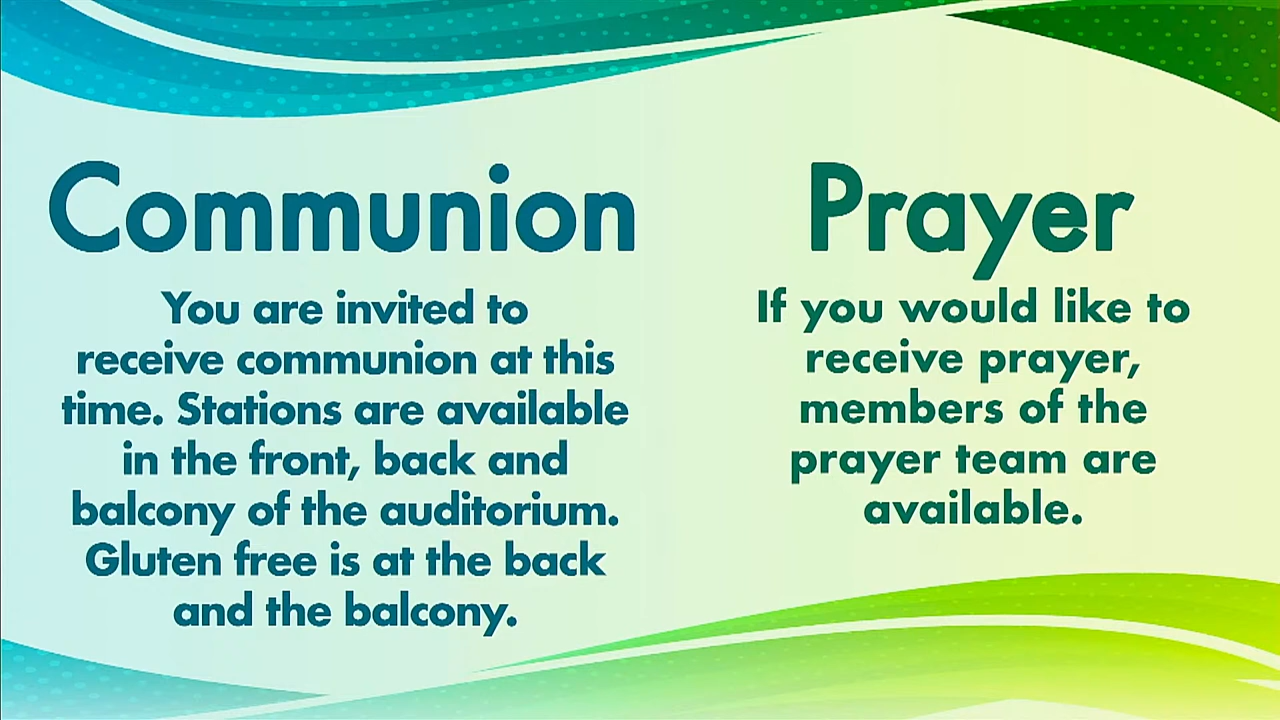 Communion
You are invited to
receive communion at this
time. Stations are available
in the front, back and
balcony of the auditorium.
Gluten free is at the back
and the balcony.
Prayer
If you would like to
receive prayer,
members of the
prayer team are
available.